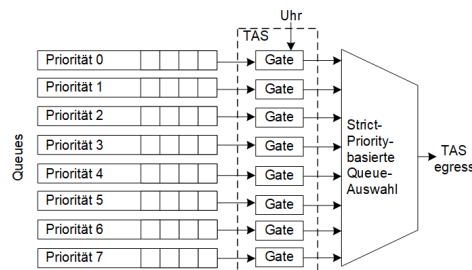 Uhr
TAS
Queues
Priorität 0
Gate
Priorität 1
Gate
Priorität 2
Gate
Priorität 3
Gate
Priorität 4
Gate
Priorität 5
Gate
Priorität 6
Gate
Priorität 7
Gate
Strict-
Priority-
basierte
Queue-
Auswahl
TAS
egress